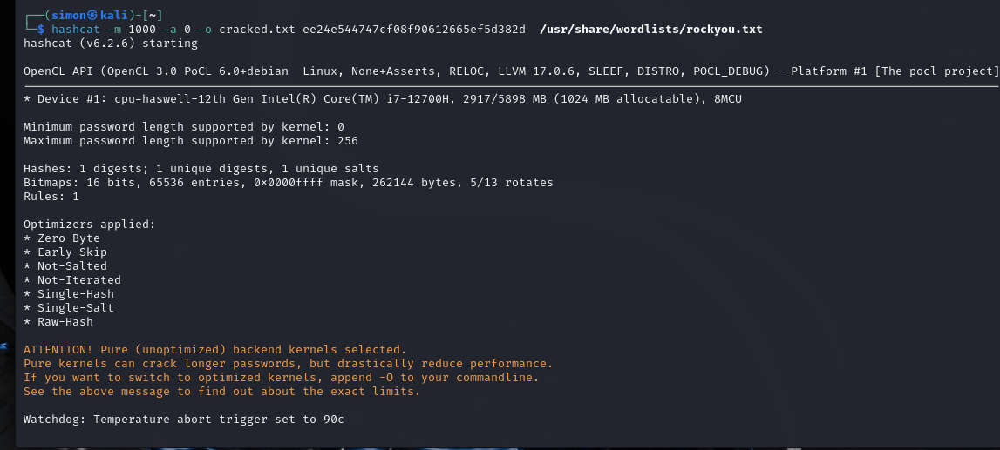 ┌──(simon㉿kali)-[~]
└─$ hashcat -m 1000 -a 0 -o cracked.txt ee24e544747cf08f90612665ef5d382d  /usr/share/wordlists/rockyou.txt
hashcat (v6.2.6) starting
OpenCL API (OpenCL 3.0 PoCL 6.0+debian  Linux, None+Asserts, RELOC, LLVM 17.0.6, SLEEF, DISTRO, POCL_DEBUG) - Platform #1 [The pocl project]
* Device #1: cpu-haswell-12th Gen Intel(R) Core(TM) i7-12700H, 2917/5898 MB (1024 MB allocatable), 8MCU
Minimum password length supported by kernel: 0
Maximum password length supported by kernel: 256
Hashes: 1 digests; 1 unique digests, 1 unique salts
Bitmaps: 16 bits, 65536 entries, 0x0000ffff mask, 262144 bytes, 5/13 rotates
Rules: 1
Optimizers applied:
* Zero-Byte
* Early-Skip
* Not-Salted
* Not-Iterated
* Single-Hash
* Single-Salt
* Raw-Hash
ATTENTION! Pure (unoptimized) backend kernels selected.
Pure kernels can crack longer passwords, but drastically reduce performance.
If you want to switch to optimized kernels, append -O to your commandline.
See the above message to find out about the exact limits.
Watchdog: Temperature abort trigger set to 90c